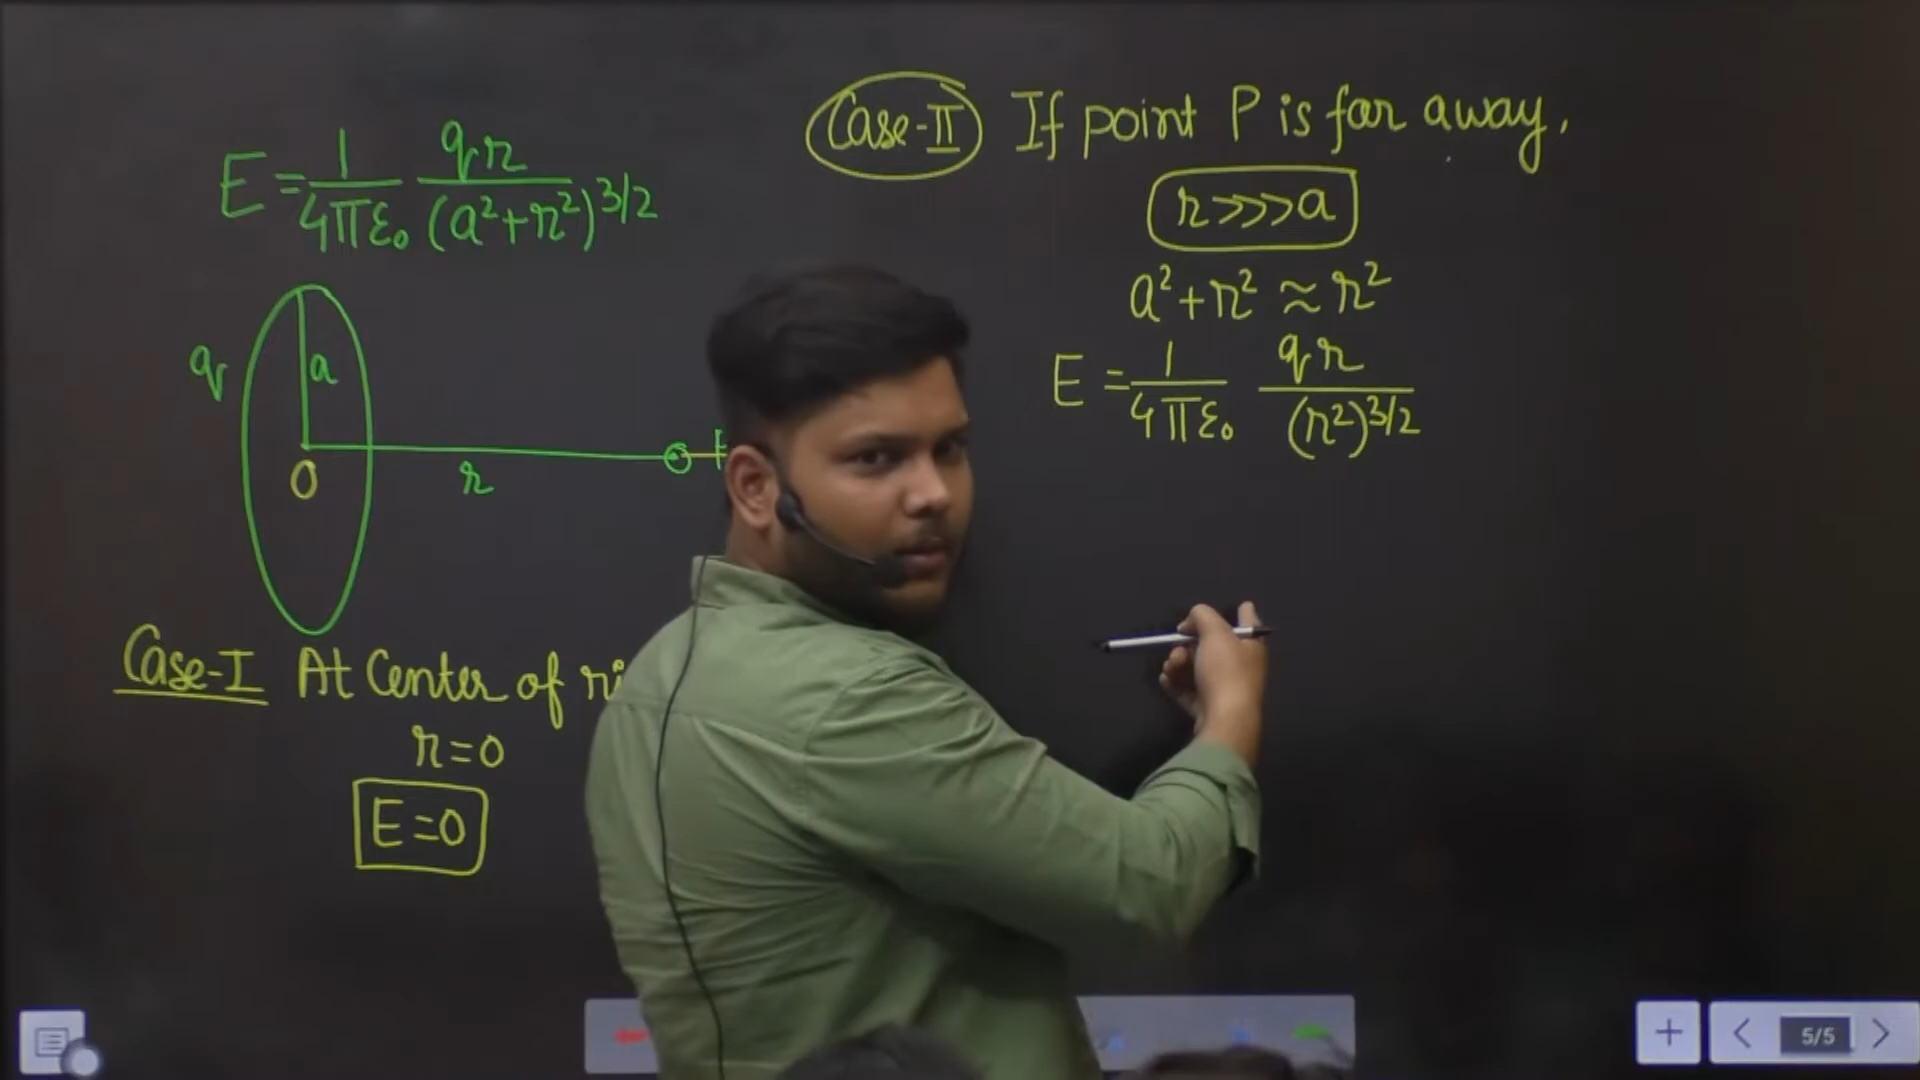 E = 1/4πε₀ qr/(a²+r²)^3/2
q
a
O
r
Case-I At Center of
r=0
E=0
Case-II If point P is far away,
r>>>a
a²+r² ≈ r²
E = 1/4πε₀ qr/(r²)^3/2
5/5